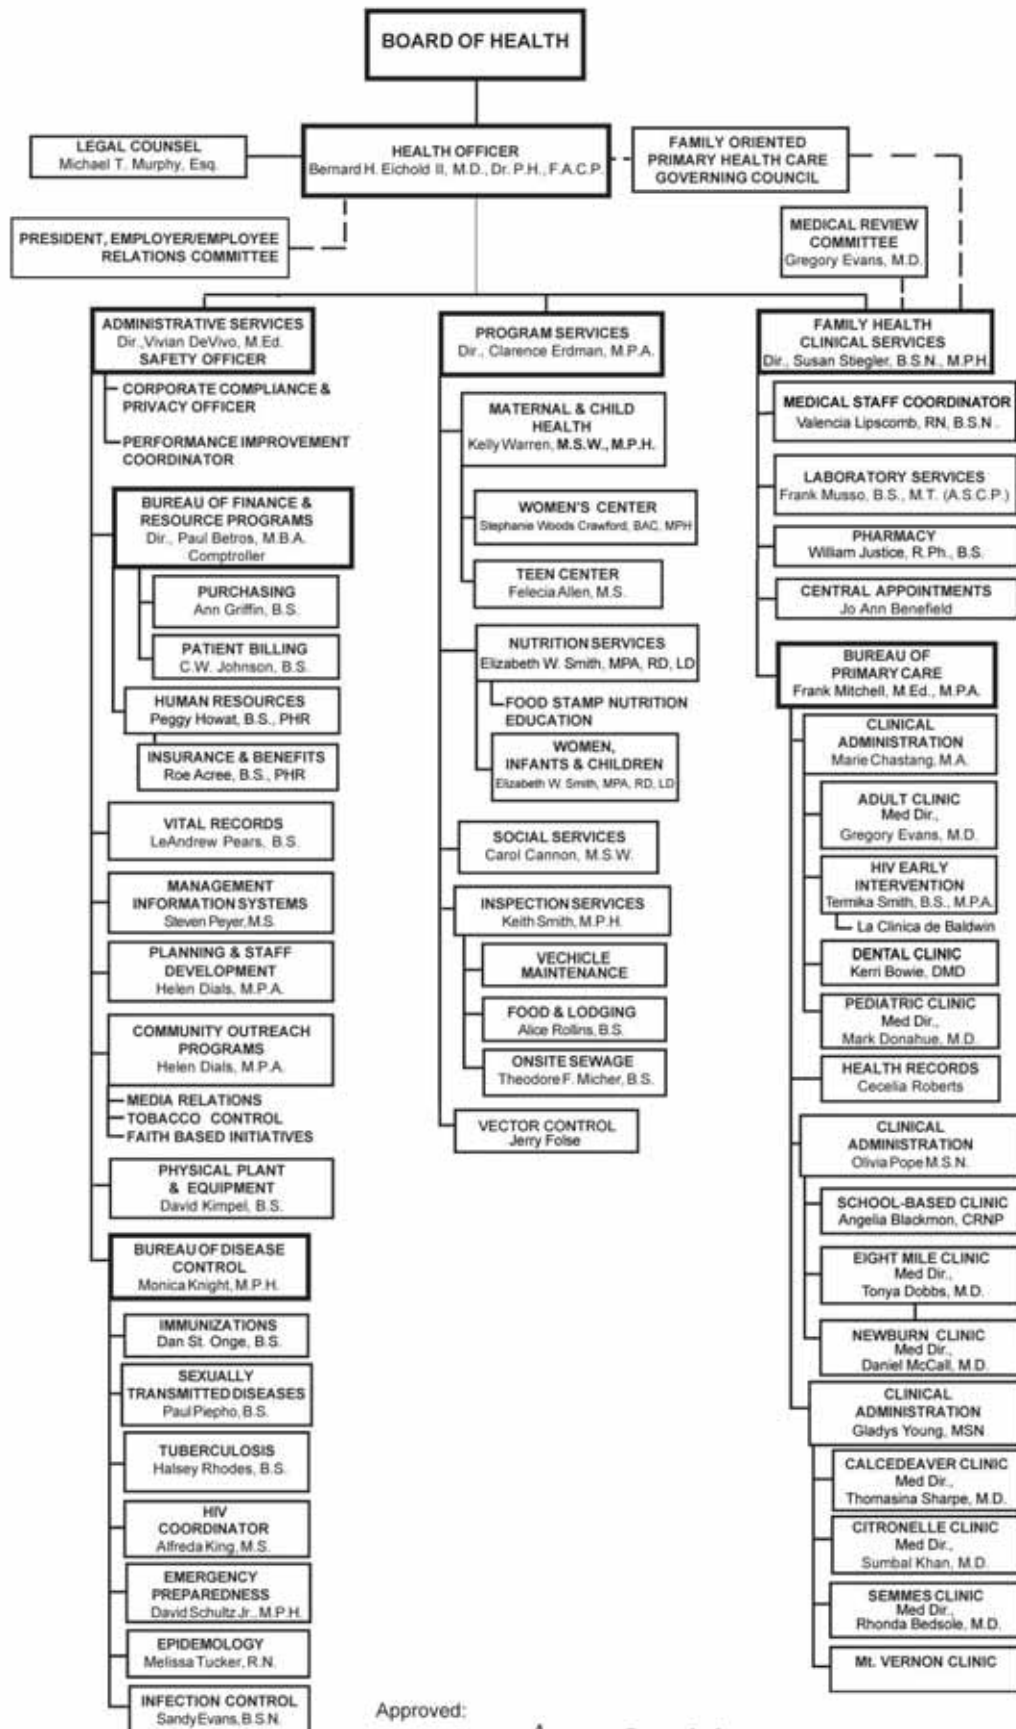 BOARD OF HEALTH
LEGAL COUNSEL
Michael T. Murphy, Esq.
HEALTH OFFICER
Bernard H. Eichold II, M.D., Dr. P.H., F.A.C.P.
FAMILY ORIENTED
PRIMARY HEALTH CARE
GOVERNING COUNCIL
PRESIDENT, EMPLOYER/EMPLOYEE
RELATIONS COMMITTEE
MEDICAL REVIEW
COMMITTEE
Gregory Evans, M.D.
ADMINISTRATIVE SERVICES
Dir.,Vivian DeVivo, M.Ed.
SAFETY OFFICER
CORPORATE COMPLIANCE &
PRIVACY OFFICER
PERFORMANCE IMPROVEMENT
COORDINATOR
BUREAU OF FINANCE &
RESOURCE PROGRAMS
Dir., Paul Betros, M.B.A.
Comptroller
PURCHASING
Ann Griffin, B.S.
PATIENT BILLING
C.W. Johnson, B.S.
HUMAN RESOURCES
Peggy Howat, B.S., PHR
INSURANCE & BENEFITS
Roe Acree, B.S., PHR
VITAL RECORDS
LeAndrew Pears, B.S.
MANAGEMENT
INFORMATION SYSTEMS
Steven Peyer, M.S.
PLANNING & STAFF
DEVELOPMENT
Helen Dials, M.P.A.
COMMUNITY OUTREACH
PROGRAMS
Helen Dials, M.P.A.
MEDIA RELATIONS
TOBACCO CONTROL
FAITH BASED INITIATIVES
PHYSICAL PLANT
& EQUIPMENT
David Kimpel, B.S.
BUREAU OF DISEASE
CONTROL
Monica Knight, M.P.H.
IMMUNIZATIONS
Dan St. Onge, B.S.
SEXUALLY
TRANSMITTED DISEASES
Paul Piepho, B.S.
TUBERCULOSIS
Halsey Rhodes, B.S.
HIV
COORDINATOR
Alfreda King, M.S.
EMERGENCY
PREPAREDNESS
David Schultz Jr., M.P.H.
EPIDEMOLOGY
Melissa Tucker, R.N.
INFECTION CONTROL
Sandy Evans, B.S.N.
PROGRAM SERVICES
Dir., Clarence Erdman, M.P.A.
MATERNAL & CHILD
HEALTH
Kelly Warren, M.S.W., M.P.H.
WOMEN'S CENTER
Stephanie Woods Crawford, BAC, MPH
TEEN CENTER
Felecia Allen, M.S.
NUTRITION SERVICES
Elizabeth W. Smith, MPA, RD, LD
FOOD STAMP NUTRITION
EDUCATION
WOMEN,
INFANTS & CHILDREN
Elizabeth W. Smith, MPA, RD, LD
SOCIAL SERVICES
Carol Cannon, M.S.W.
INSPECTION SERVICES
Keith Smith, M.P.H.
VECHICLE
MAINTENANCE
FOOD & LODGING
Alice Rollins, B.S.
ONSITE SEWAGE
Theodore F. Micher, B.S.
VECTOR CONTROL
Jerry Folse
FAMILY HEALTH
CLINICAL SERVICES
Dir., Susan Stiegler, B.S.N., M.P.H.
MEDICAL STAFF COORDINATOR
Valencia Lipscomb, RN, B.S.N.
LABORATORY SERVICES
Frank Musso, B.S., M.T. (A.S.C.P.)
PHARMACY
William Justice, R.Ph., B.S.
CENTRAL APPOINTMENTS
Jo Ann Benefield
BUREAU OF
PRIMARY CARE
Frank Mitchell, M.Ed., M.P.A.
CLINICAL
ADMINISTRATION
Marie Chastang, M.A.
ADULT CLINIC
Med Dir.,
Gregory Evans, M.D.
HIV EARLY
INTERVENTION
Termika Smith, B.S., M.P.A.
La Clinica de Baldwin
DENTAL CLINIC
Kerri Bowie, DMD
PEDIATRIC CLINIC
Med Dir.,
Mark Donahue, M.D.
HEALTH RECORDS
Cecelia Roberts
CLINICAL
ADMINISTRATION
Olivia Pope M.S.N.
SCHOOL-BASED CLINIC
Angelia Blackmon, CRNP
EIGHT MILE CLINIC
Med Dir.,
Tonya Dobbs, M.D.
NEWBURN CLINIC
Med Dir.,
Daniel McCall, M.D.
CLINICAL
ADMINISTRATION
Gladys Young, MSN
CALCEDEAVER CLINIC
Med Dir.,
Thomasina Sharpe, M.D.
CITRONELLE CLINIC
Med Dir.,
Sumbal Khan, M.D.
SEMMES CLINIC
Med Dir.,
Rhonda Bedsole, M.D.
Mt. VERNON CLINIC
Approved: